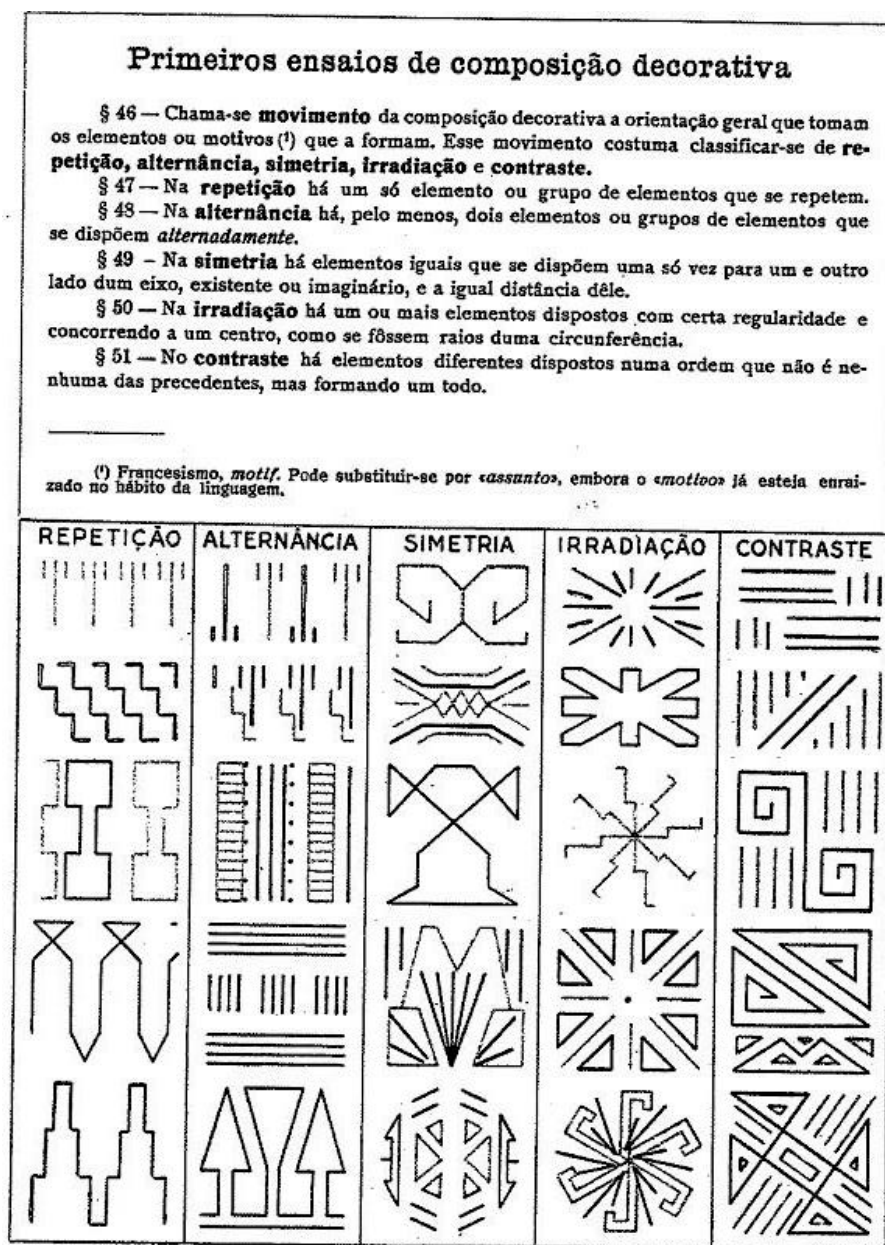 Primeiros ensaios de composição decorativa
§ 46 — Chama-se movimento da composição decorativa a orientação geral que tomam
os elementos ou motivos (¹) que a formam. Esse movimento costuma classificar-se de re-
petição, alternância, simetria, irradiação e contraste.
§ 47 — Na repetição há um só elemento ou grupo de elementos que se repetem.
§ 48 — Na alternância há, pelo menos, dois elementos ou grupos de elementos que
se dispõem alternadamente.
§ 49 – Na simetria há elementos iguais que se dispõem uma só vez para um e outro
lado dum eixo, existente ou imaginário, e a igual distância dêle.
§ 50 — Na irradiação há um ou mais elementos dispostos com certa regularidade e
concorrendo a um centro, como se fôssem raios duma circunferência.
§ 51 — No contraste há elementos diferentes dispostos numa ordem que não é ne-
nhuma das precedentes, mas formando um todo.
(¹) Francesismo, motif. Pode substituir-se por «assunto», embora o «motivo» já esteja enrai-
zado no hábito da linguagem.
REPETIÇÃO ALTERNÂNCIA SIMETRIA IRRADIAÇÃO CONTRASTE